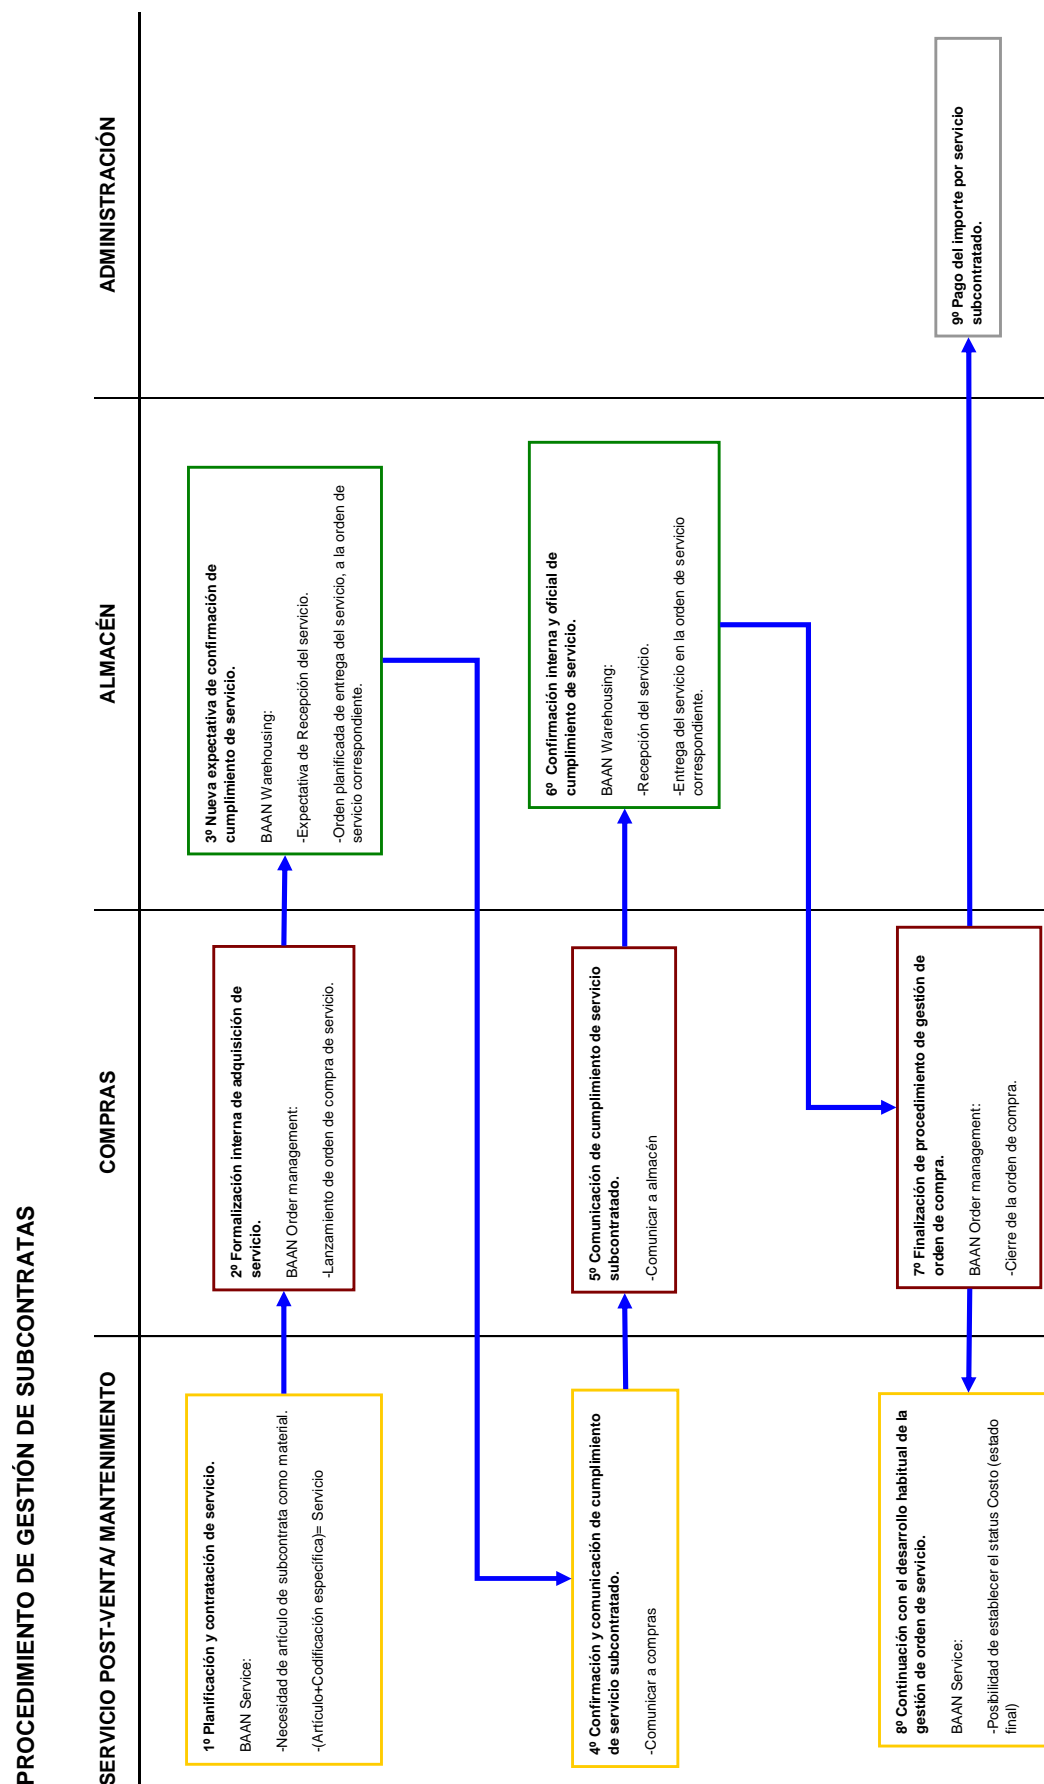 PROCEDIMIENTO DE GESTIÓN DE SUBCONTRATAS
SERVICIO POST-VENTA/ MANTENIMIENTO
COMPRAS
ALMACÉN
ADMINISTRACIÓN
1º Planificación y contratación de servicio.
BAAN Service:
-Necesidad de artículo de subcontrata como material.
-(Artículo+Codificación específica)= Servicio
2º Formalización interna de adquisición de
servicio.
BAAN Order management:
-Lanzamiento de orden de compra de servicio.
3º Nueva expectativa de confirmación de
cumplimiento de servicio.
BAAN Warehousing:
-Expectativa de Recepción del servicio.
-Orden planificada de entrega del servicio, a la orden de
servicio correspondiente.
4º Confirmación y comunicación de cumplimiento
de servicio subcontratado.
-Comunicar a compras
5º Comunicación de cumplimiento de servicio
subcontratado.
-Comunicar a almacén
6º Confirmación interna y oficial de
cumplimiento de servicio.
BAAN Warehousing:
-Recepción del servicio.
-Entrega del servicio en la orden de servicio
correspondiente.
7º Finalización de procedimiento de gestión de
orden de compra.
BAAN Order management:
-Cierre de la orden de compra.
8º Continuación con el desarrollo habitual de la
gestión de orden de servicio.
BAAN Service:
-Posibilidad de establecer el status Costo (estado
final)
9º Pago del importe por servicio
subcontratado.